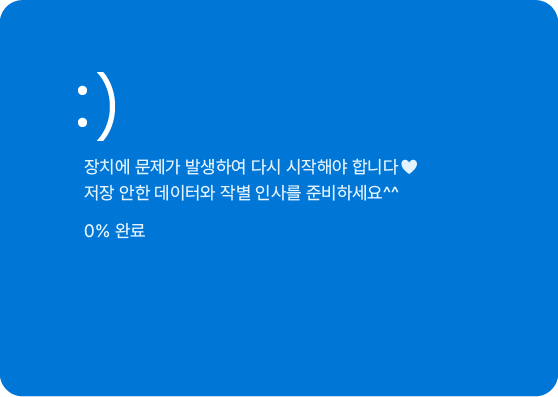 :)
장치에 문제가 발생하여 다시 시작해야 합니다♥
저장 안한 데이터와 작별 인사를 준비하세요^^
0% 완료